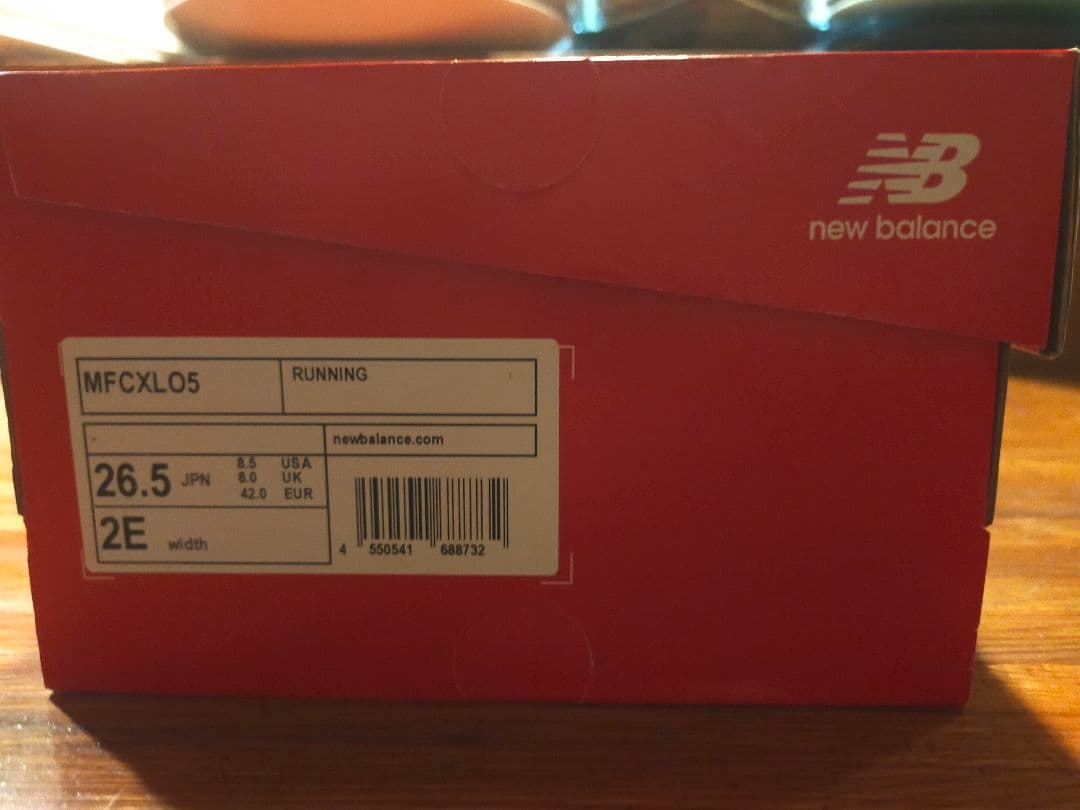 NB
new balance
MFCXLO5
RUNNING
newbalance.com
26.5 JPN
8.5 USA
8.0 UK
42.0 EUR
2E width
4 550541 688732